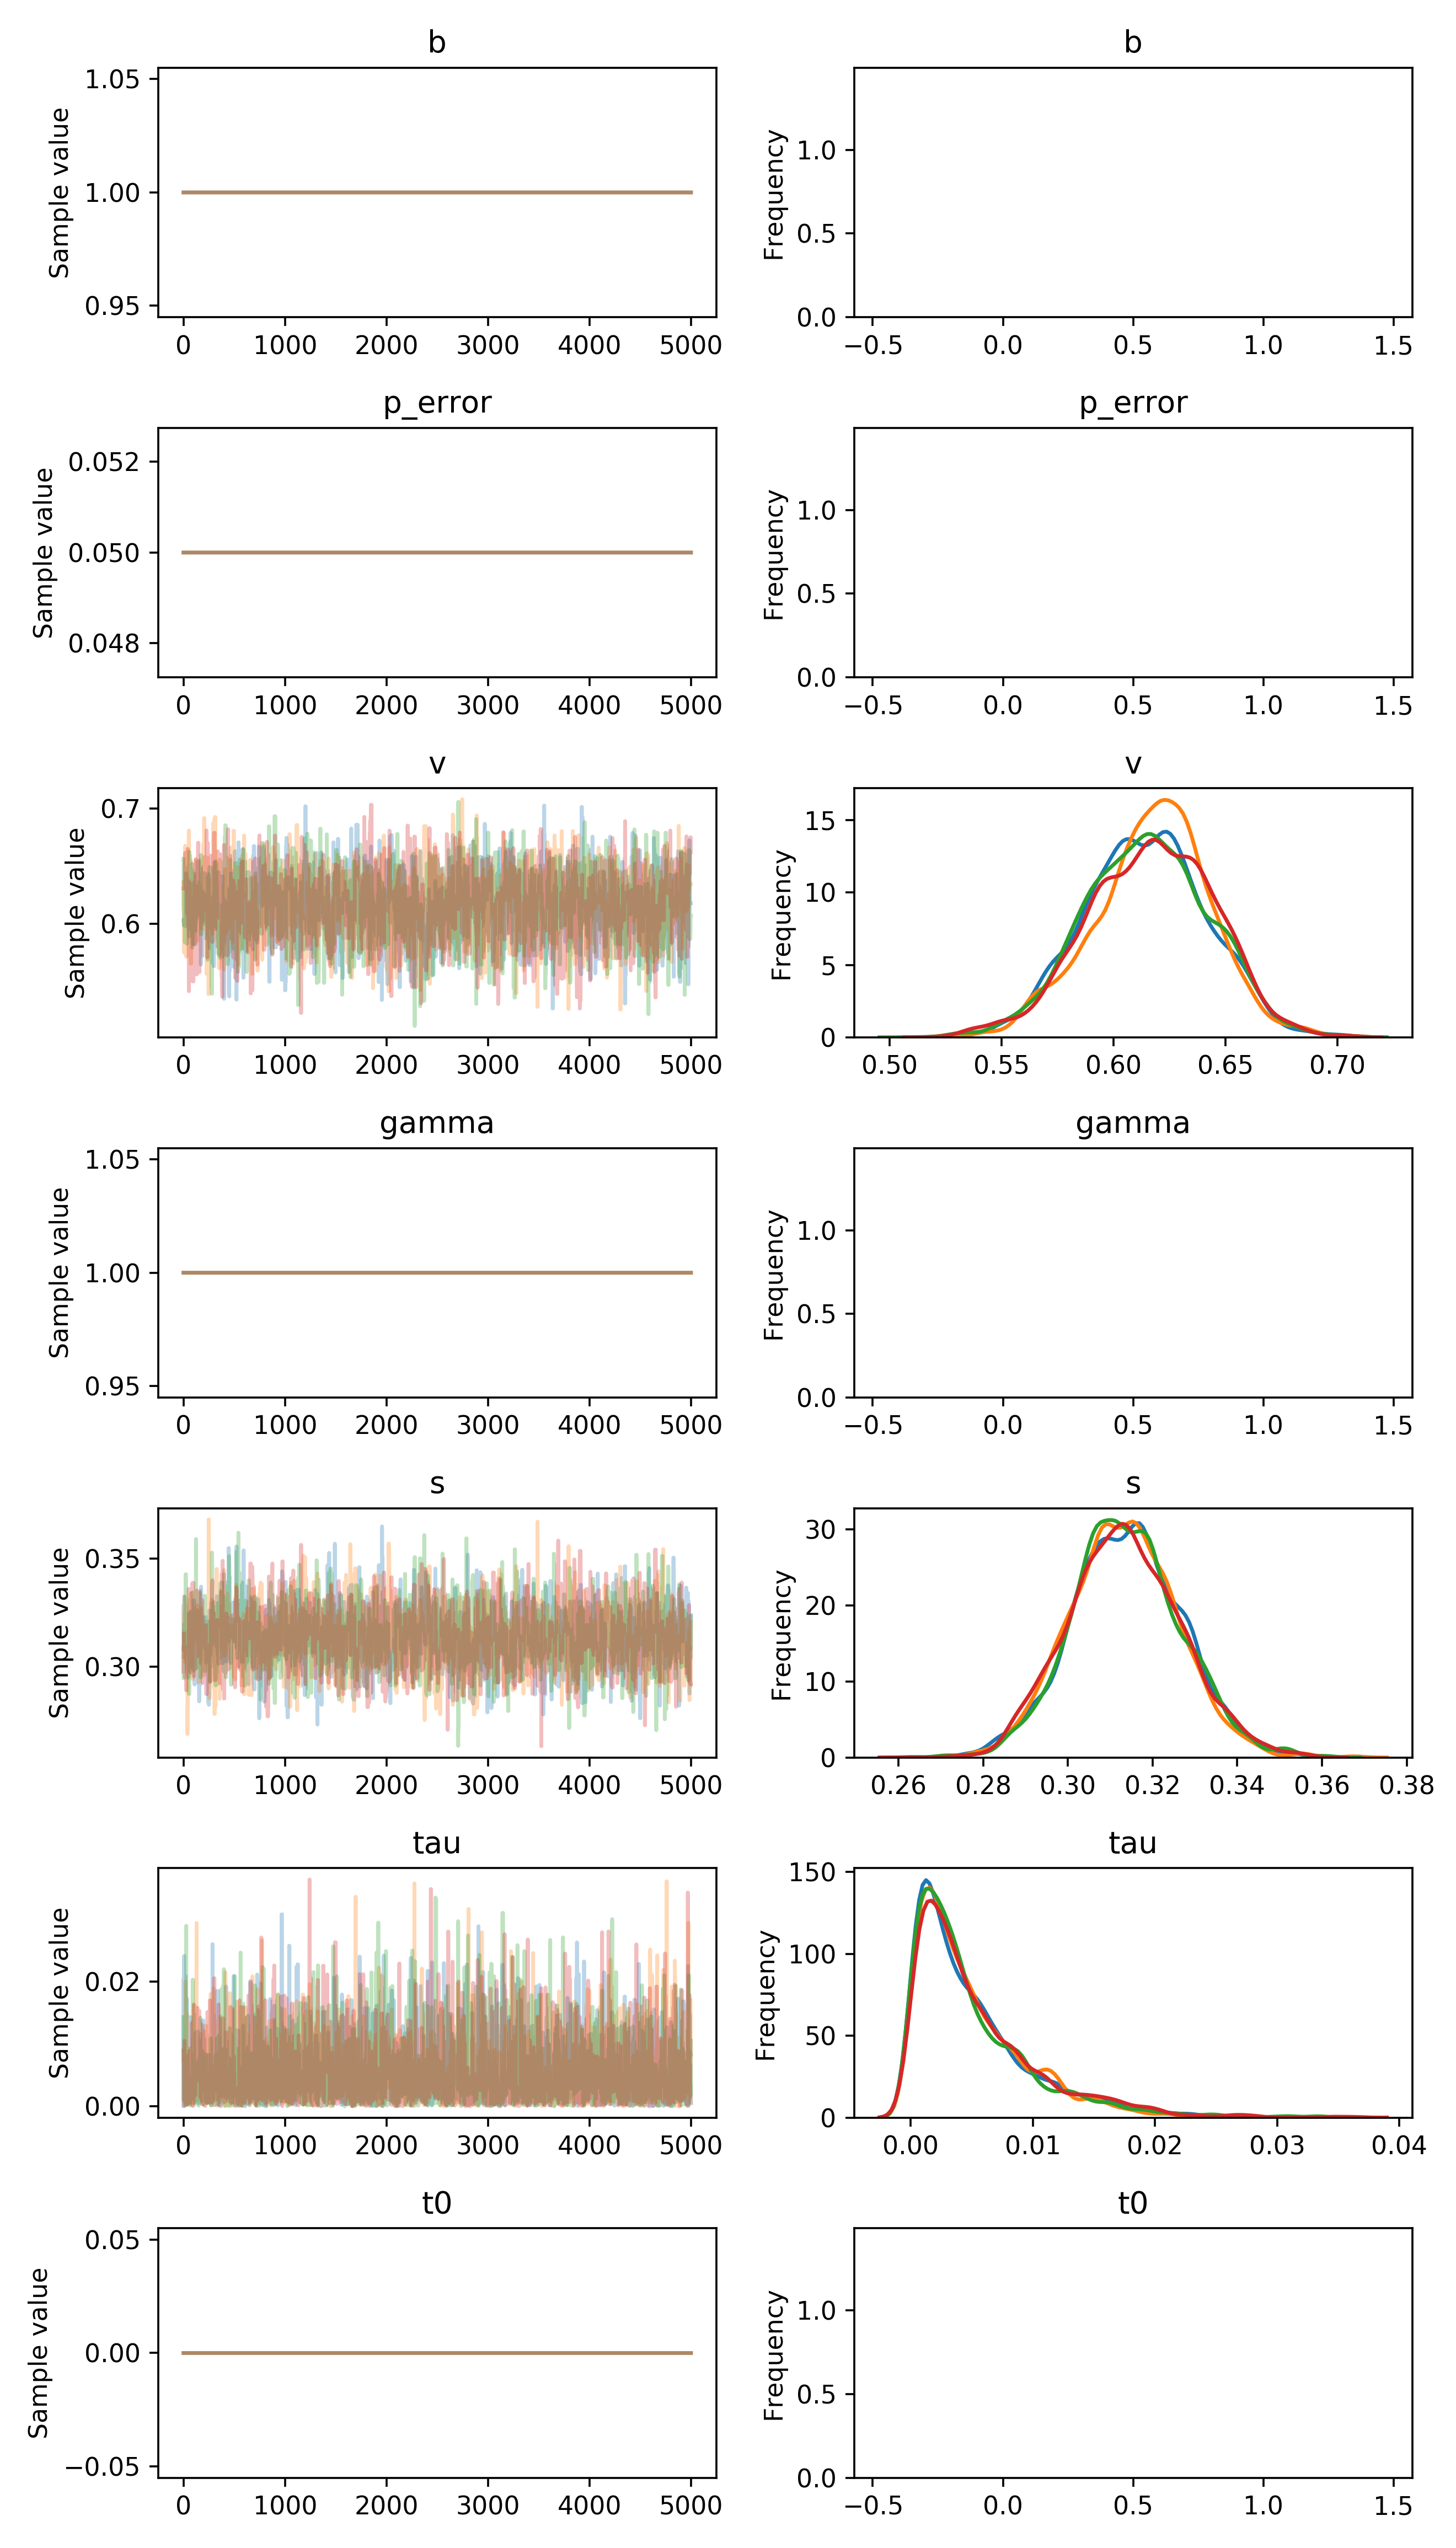 b
b
1.05
1.00
0.95
Sample value
0 1000 2000 3000 4000 5000
1.0
0.5
0.0
Frequency
−0.5 0.0 0.5 1.0 1.5
p_error
p_error
0.052
0.050
0.048
Sample value
0 1000 2000 3000 4000 5000
1.0
0.5
0.0
Frequency
−0.5 0.0 0.5 1.0 1.5
v
v
0.7
0.6
Sample value
0 1000 2000 3000 4000 5000
15
10
5
0
Frequency
0.50 0.55 0.60 0.65 0.70
gamma
gamma
1.05
1.00
0.95
Sample value
0 1000 2000 3000 4000 5000
1.0
0.5
0.0
Frequency
−0.5 0.0 0.5 1.0 1.5
s
s
0.35
0.30
Sample value
0 1000 2000 3000 4000 5000
30
20
10
0
Frequency
0.26 0.28 0.30 0.32 0.34 0.36 0.38
tau
tau
0.02
0.00
Sample value
0 1000 2000 3000 4000 5000
150
100
50
0
Frequency
0.00 0.01 0.02 0.03 0.04
t0
t0
0.05
0.00
−0.05
Sample value
0 1000 2000 3000 4000 5000
1.0
0.5
0.0
Frequency
−0.5 0.0 0.5 1.0 1.5